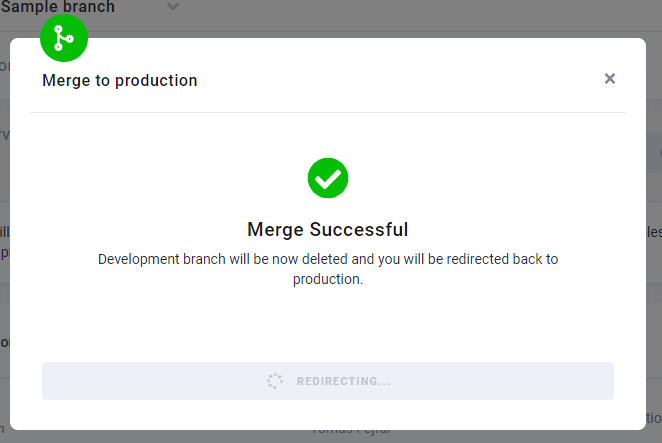 Sample branch
Merge to production
×
Merge Successful
Development branch will be now deleted and you will be redirected back to
production.
REDIRECTING...